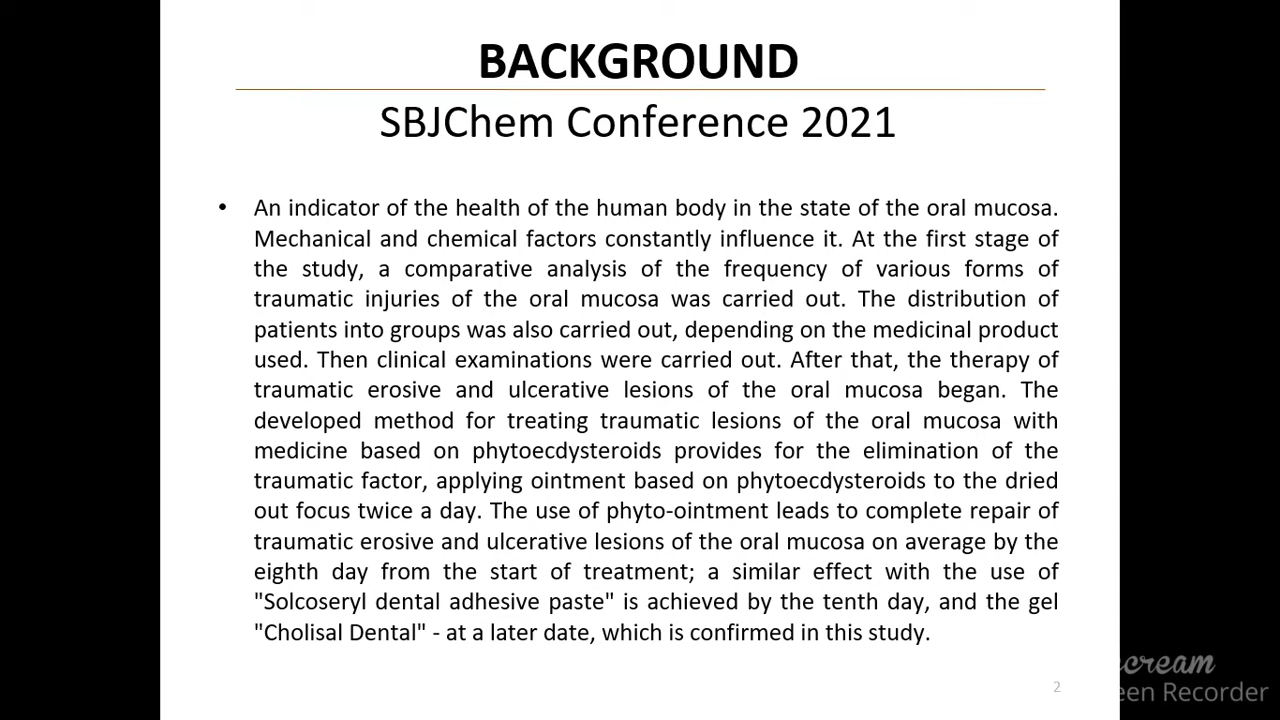 BACKGROUND
SBJChem Conference 2021
• An indicator of the health of the human body in the state of the oral mucosa.
Mechanical and chemical factors constantly influence it. At the first stage of
the study, a comparative analysis of the frequency of various forms of
traumatic injuries of the oral mucosa was carried out. The distribution of
patients into groups was also carried out, depending on the medicinal product
used. Then clinical examinations were carried out. After that, the therapy of
traumatic erosive and ulcerative lesions of the oral mucosa began. The
developed method for treating traumatic lesions of the oral mucosa with
medicine based on phytoecdysteroids provides for the elimination of the
traumatic factor, applying ointment based on phytoecdysteroids to the dried
out focus twice a day. The use of phyto-ointment leads to complete repair of
traumatic erosive and ulcerative lesions of the oral mucosa on average by the
eighth day from the start of treatment; a similar effect with the use of
"Solcoseryl dental adhesive paste" is achieved by the tenth day, and the gel
"Cholisal Dental" - at a later date, which is confirmed in this study.
2
cream
een Recorder